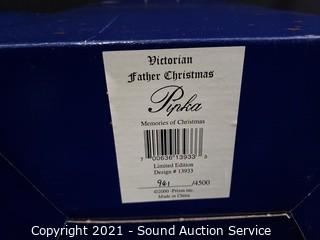 Victorian
Father Christmas
Pipka
Memories of Christmas
7 00636 13933 3
Limited Edition
Design # 13933
941 /4500
©2000 -Prizm inc.
Made in China
Copyright 2021 - Sound Auction Service